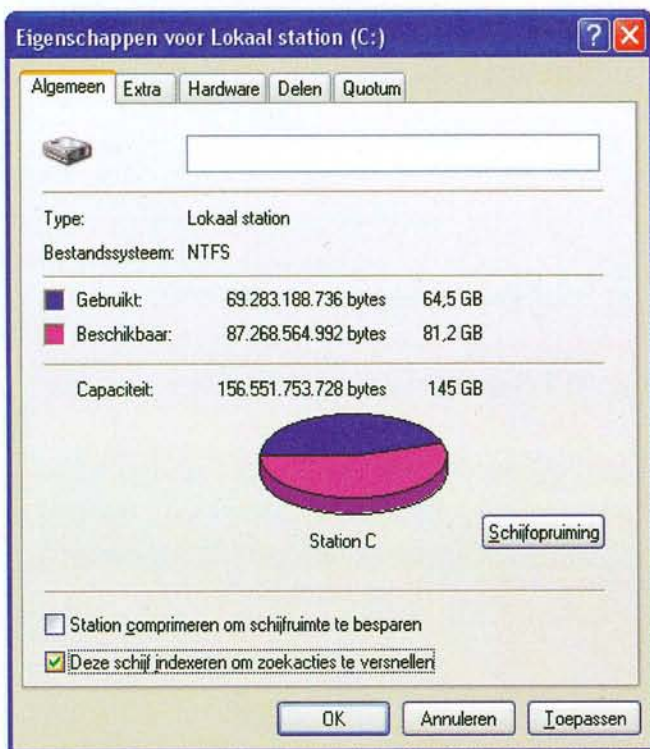 Eigenschappen voor Lokaal station (C:)
Algemeen Extra Hardware Delen Quotum
Type: Lokaal station
Bestandssysteem: NTFS
Gebruikt: 69.283.188.736 bytes 64,5 GB
Beschikbaar: 87.268.564.992 bytes 81,2 GB
Capaciteit: 156.551.753.728 bytes 145 GB
Station C
Schijfopruiming
Station comprimeren om schijfruimte te besparen
Deze schijf indexeren om zoekacties te versnellen
OK Annuleren Toepassen